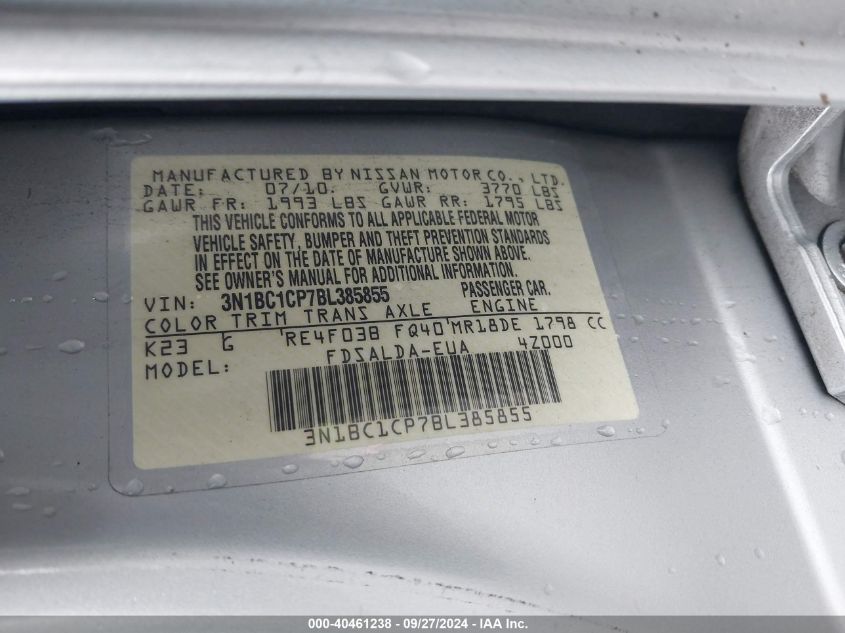 MANUFACTURED BY NISSAN MOTOR CO., LTD.
DATE: 07/10. GVWR: 3770 LBS
GAWR FR: 1993 LBS GAWR RR: 1795 LBS
THIS VEHICLE CONFORMS TO ALL APPLICABLE FEDERAL MOTOR
VEHICLE SAFETY, BUMPER AND THEFT PREVENTION STANDARDS
IN EFFECT ON THE DATE OF MANUFACTURE SHOWN ABOVE.
SEE OWNER'S MANUAL FOR ADDITIONAL INFORMATION.
VIN: 3N1BC1CP7BL385855 PASSENGER CAR.
COLOR TRIM TRANS AXLE ENGINE
K23 G RE4F03B FQ40 MR18DE 1798 CC
MODEL: FDSALDA-EUA 4Z000
3N1BC1CP7BL385855
000-40461238 - 09/27/2024 - IAA Inc.